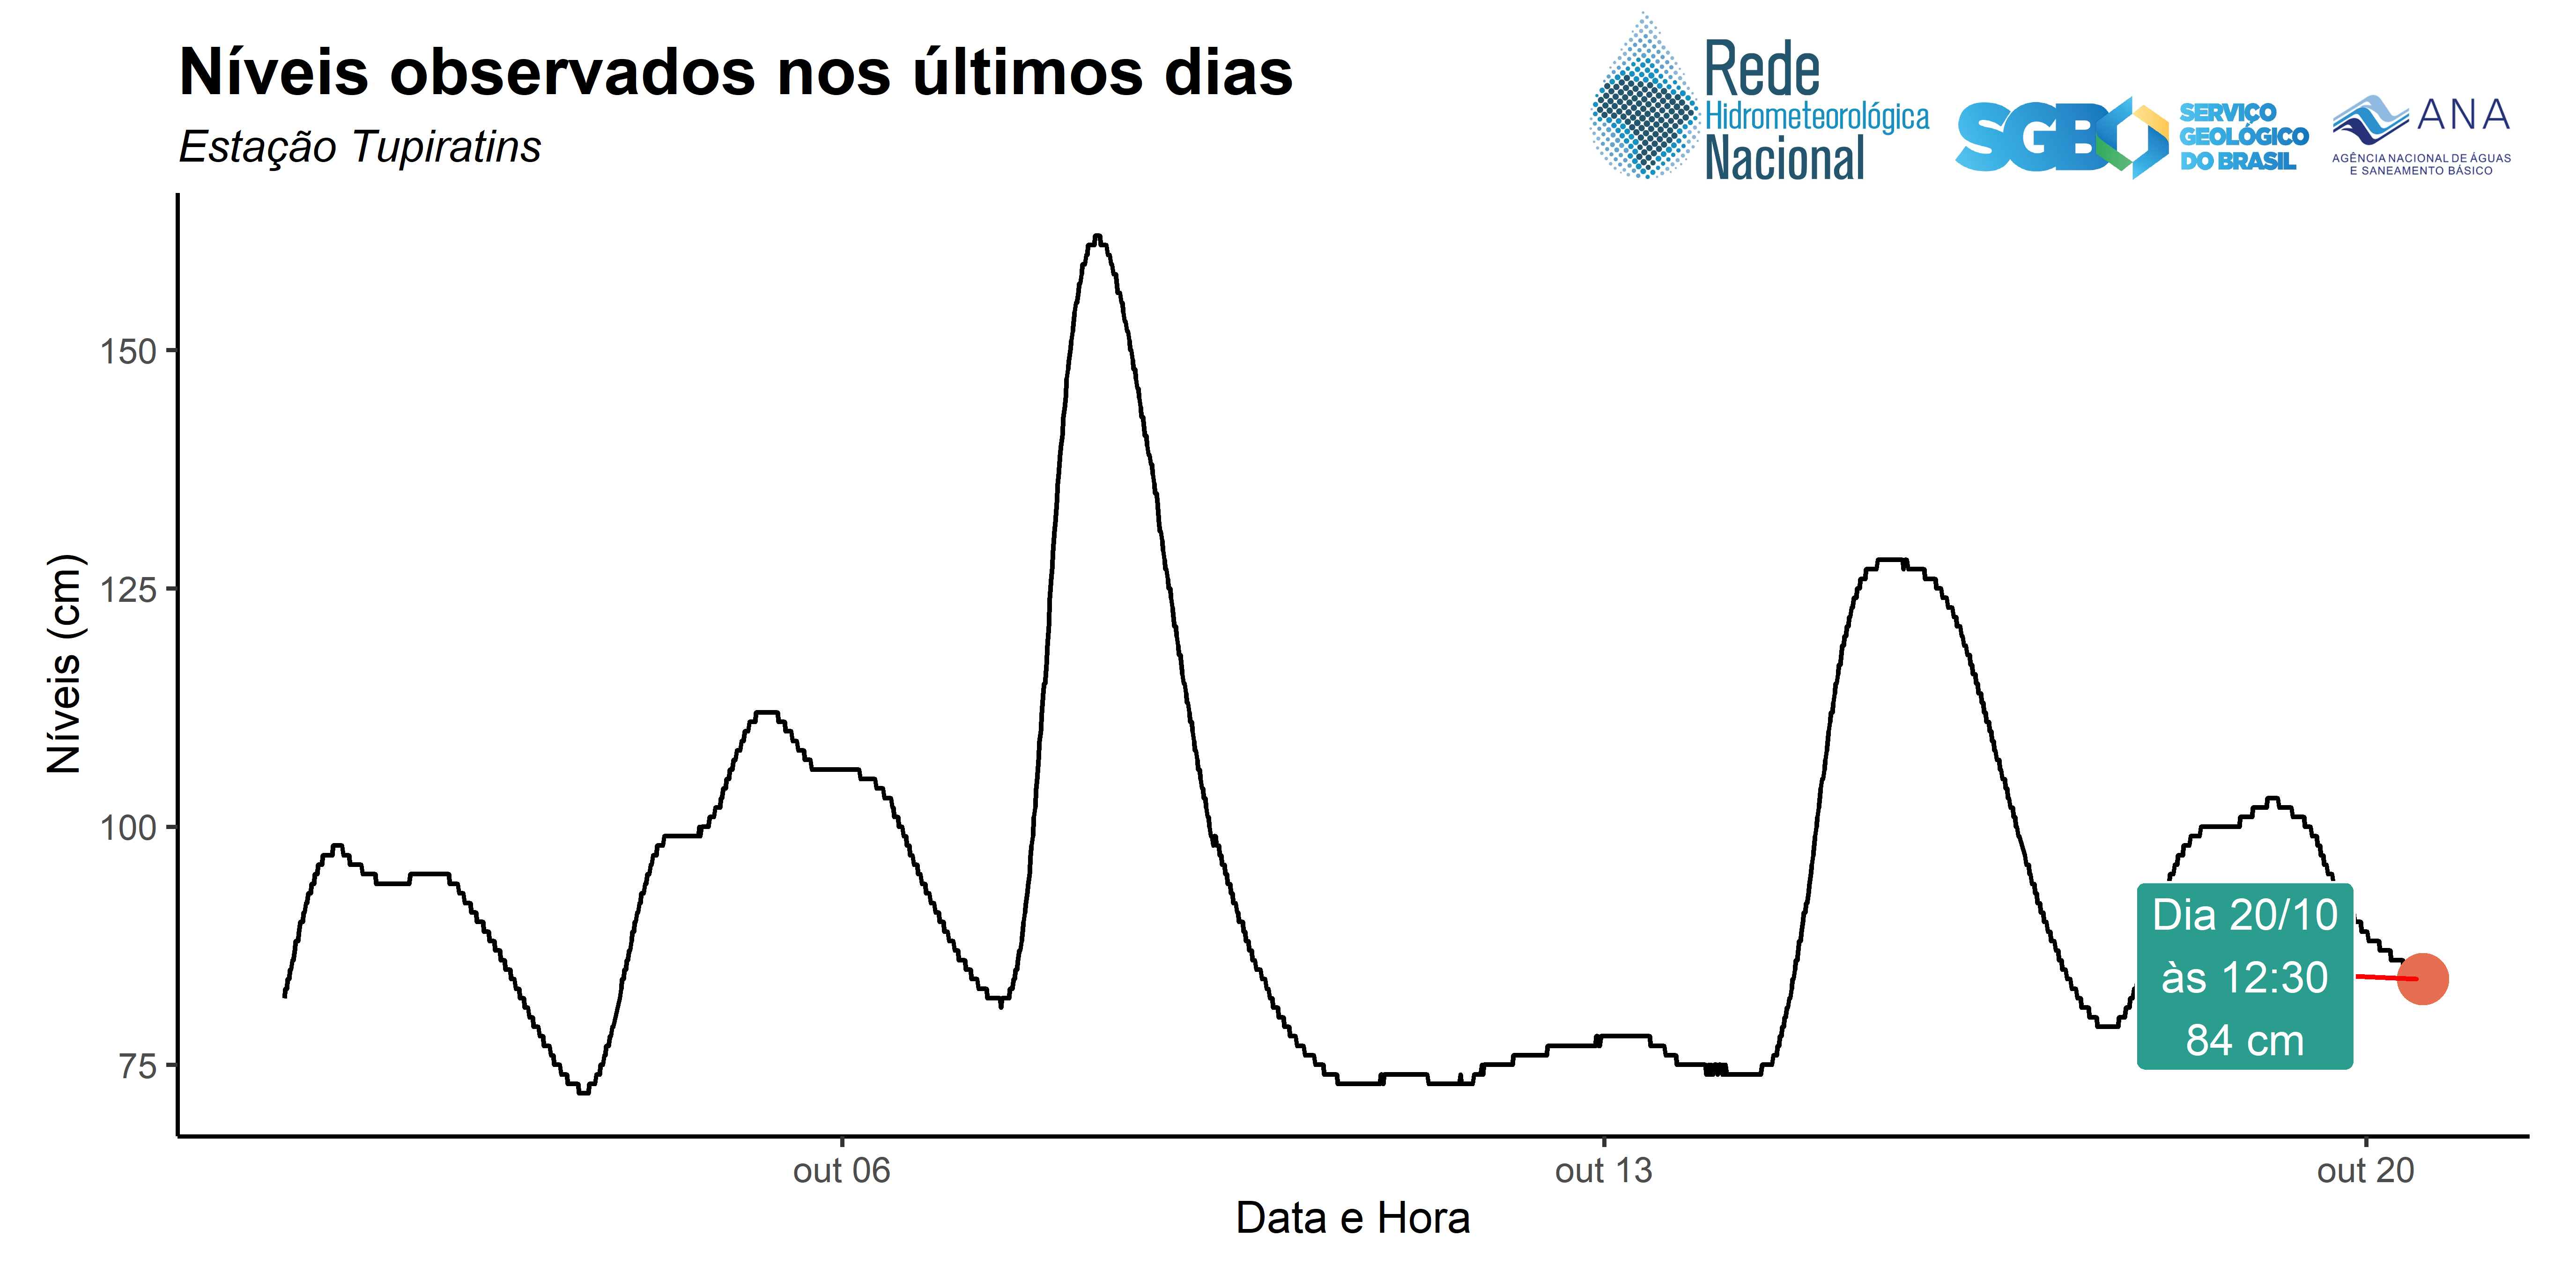 Níveis observados nos últimos dias
Estação Tupiratins
Rede
Hidrometeorológica
Nacional
SGB
SERVIÇO
GEOLÓGICO
DO BRASIL
ANA
AGÊNCIA NACIONAL DE ÁGUAS
E SANEAMENTO BÁSICO
Níveis (cm)
150
125
100
75
Dia 20/10
às 12:30
84 cm
out 06
out 13
out 20
Data e Hora